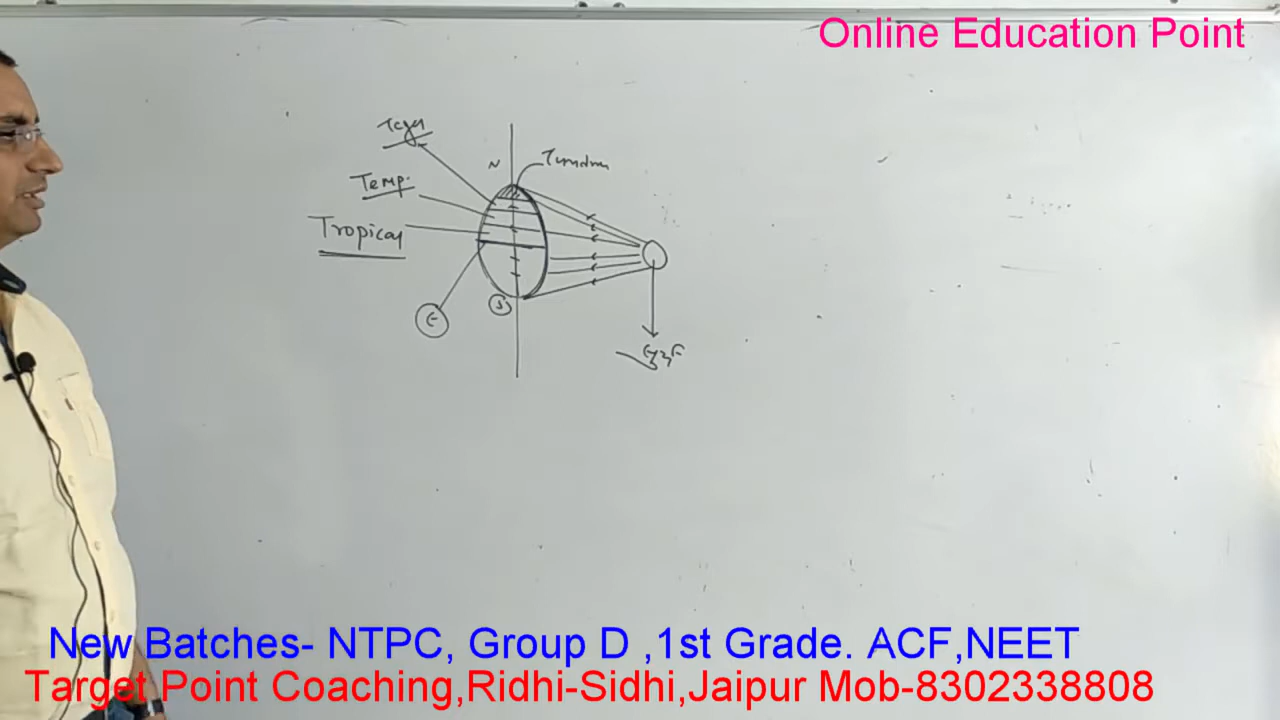 Online Education Point
N
Tundra
Temp.
Tropical
E
S
New Batches- NTPC, Group D ,1st Grade. ACF,NEET
Target Point Coaching,Ridhi-Sidhi,Jaipur Mob-8302338808